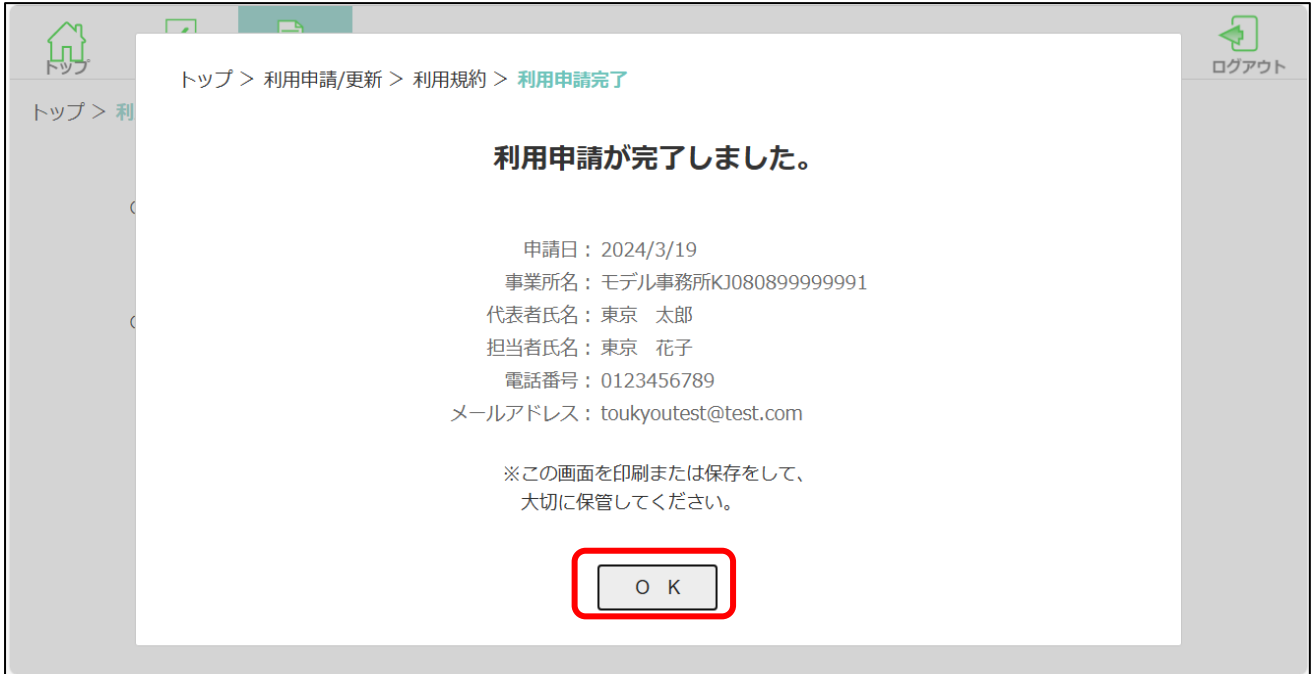 トップ
ログアウト
トップ > 利
トップ > 利用申請/更新 > 利用規約 > 利用申請完了
利用申請が完了しました。
申請日： 2024/3/19
事業所名： モデル事務所KJ080899999991
代表者氏名： 東京　太郎
担当者氏名： 東京　花子
電話番号： 0123456789
メールアドレス： toukyoutest@test.com
※この画面を印刷または保存をして、
大切に保管してください。
Ｏ Ｋ